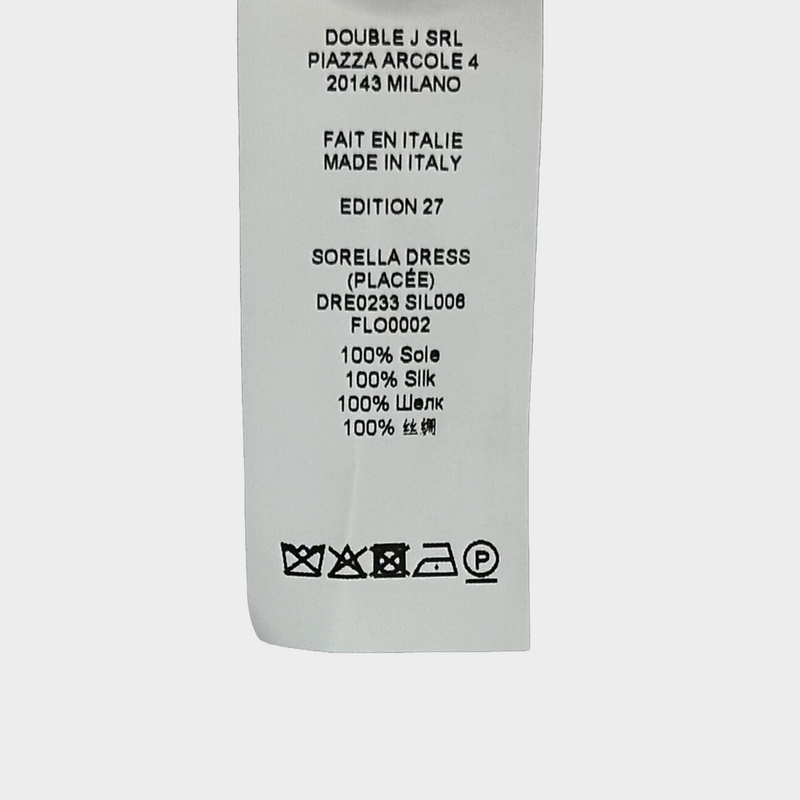 DOUBLE J SRL
PIAZZA ARCOLE 4
20143 MILANO
FAIT EN ITALIE
MADE IN ITALY
EDITION 27
SORELLA DRESS
(PLACÉE)
DRE0233 SIL006
FLO0002
100% Soie
100% Silk
100% Шелк
100% 丝绸
P